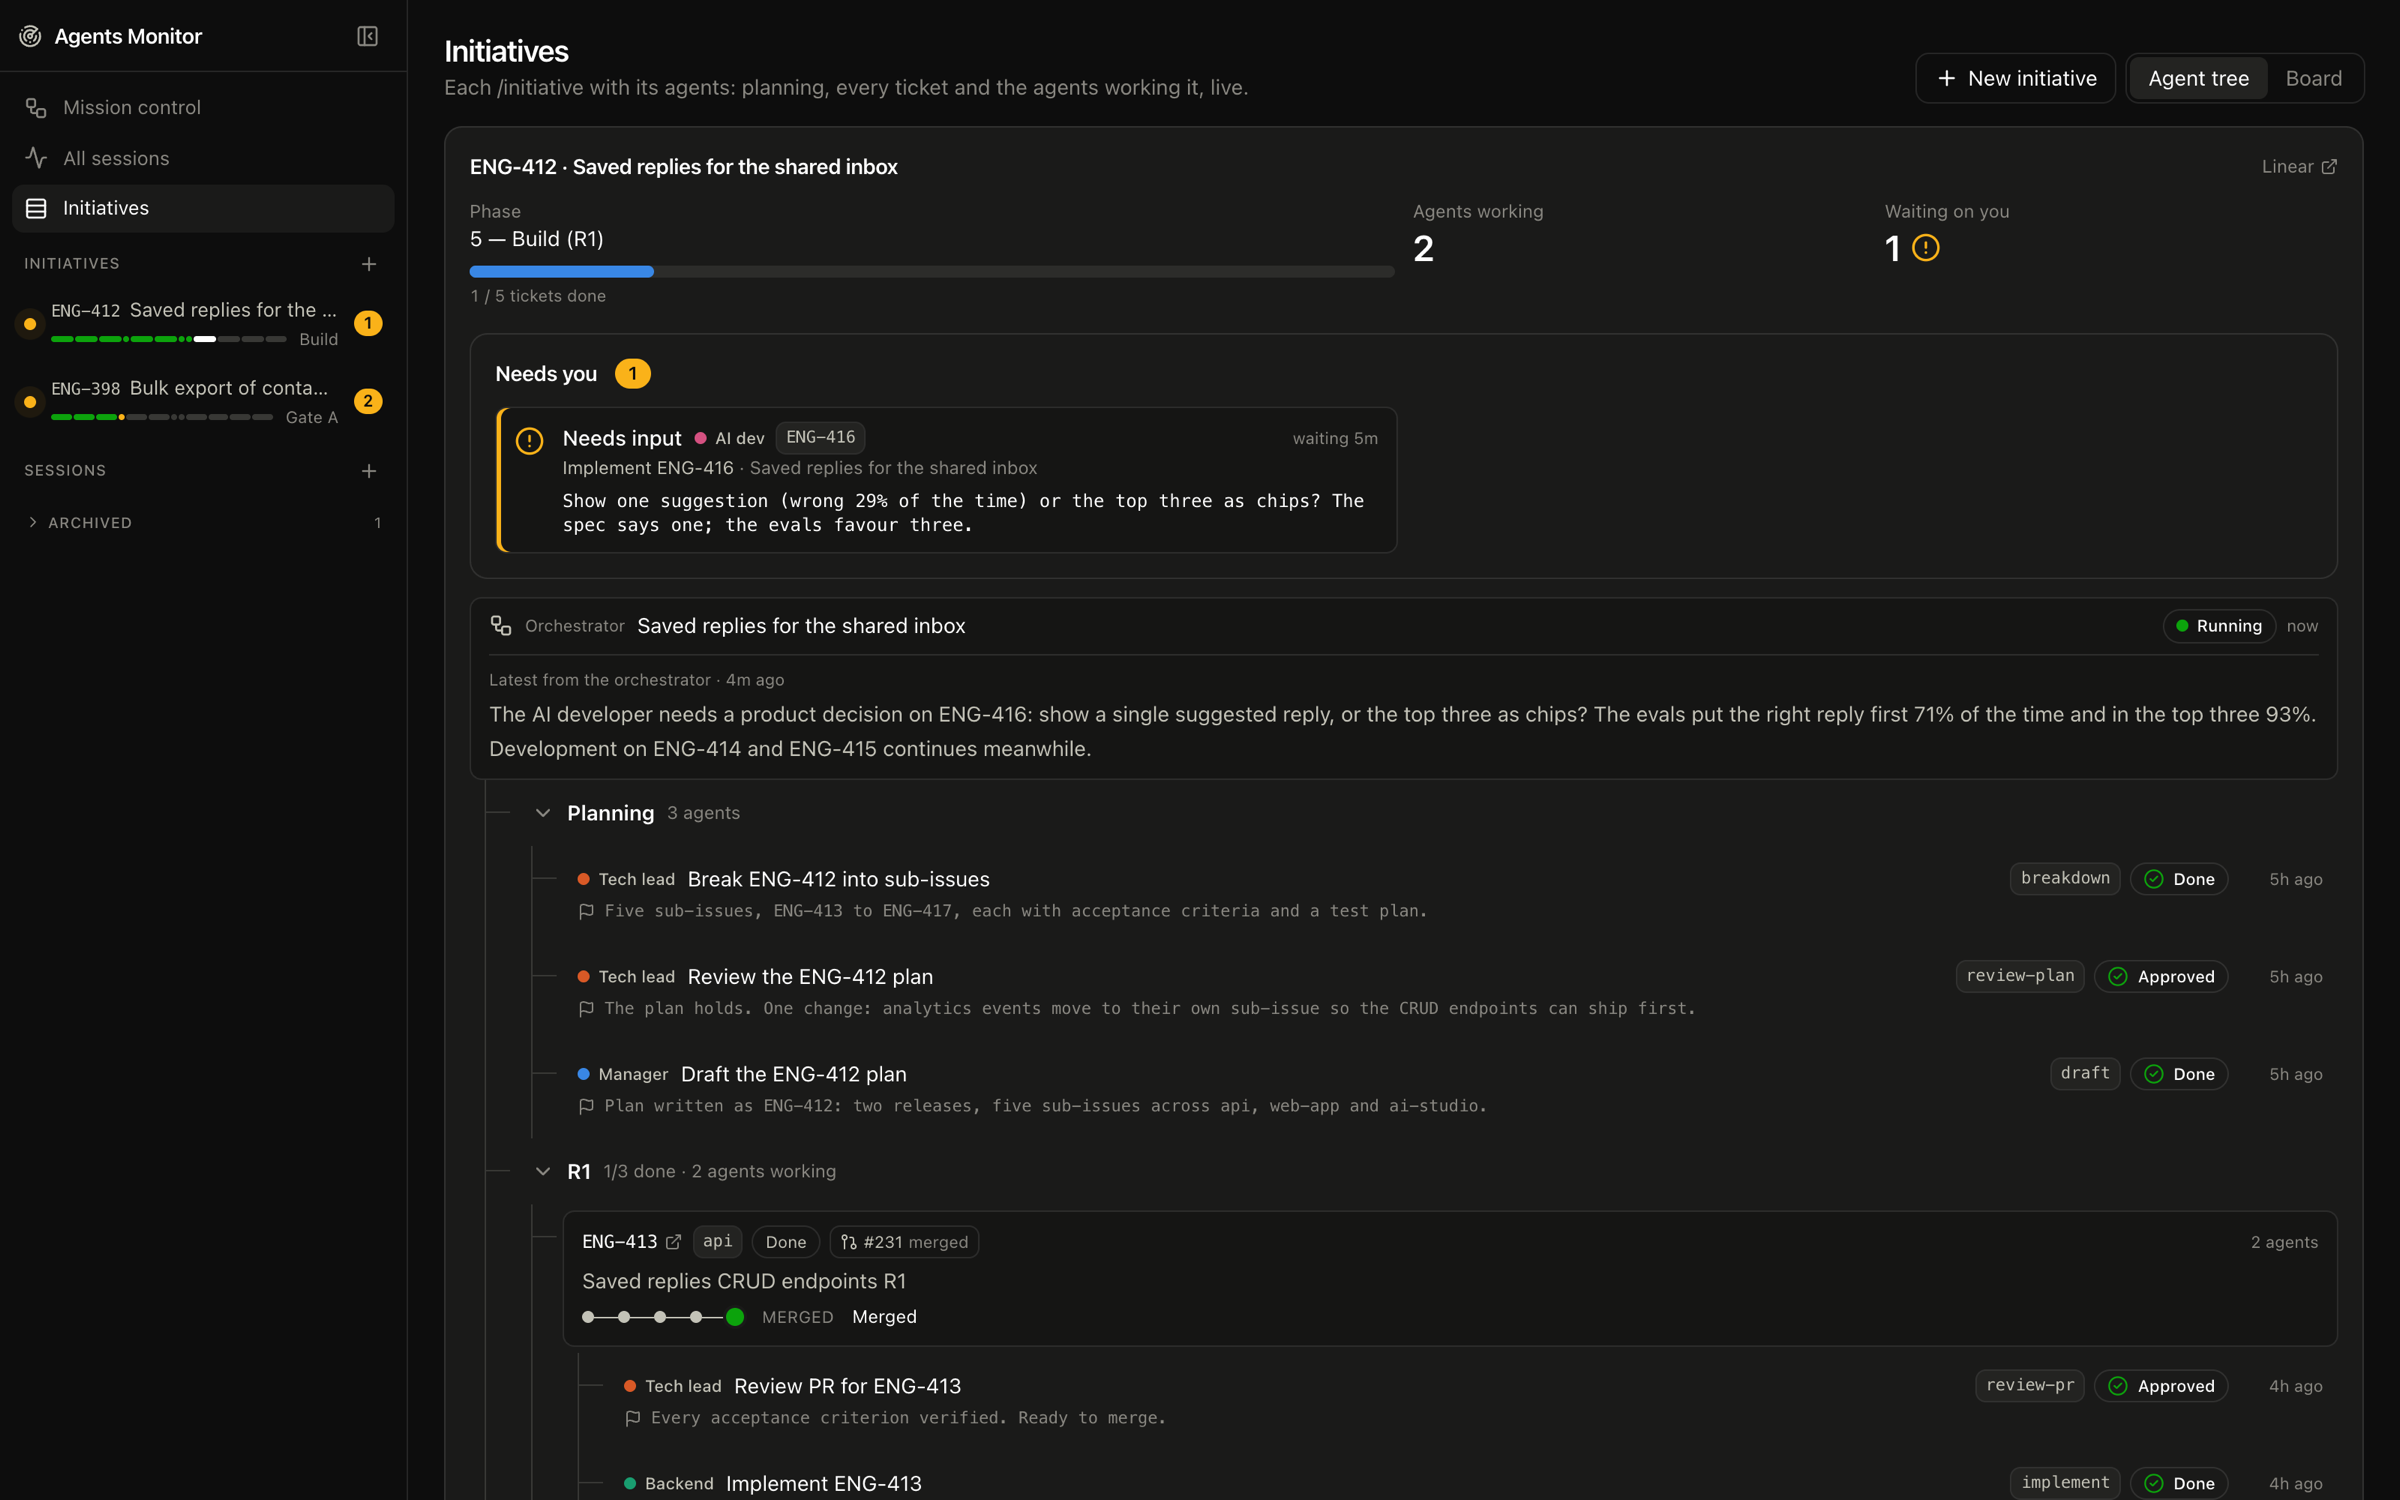 Agents Monitor
Mission control
All sessions
Initiatives
INITIATIVES
ENG-412 Saved replies for the ...
1
Build
ENG-398 Bulk export of conta...
2
Gate A
SESSIONS
ARCHIVED 1
Initiatives
Each /initiative with its agents: planning, every ticket and the agents working it, live.
New initiative
Agent tree
Board
ENG-412 · Saved replies for the shared inbox
Linear
Phase
5 — Build (R1)
1 / 5 tickets done
Agents working
2
Waiting on you
1
Needs you 1
Needs input AI dev ENG-416 waiting 5m
Implement ENG-416 · Saved replies for the shared inbox
Show one suggestion (wrong 29% of the time) or the top three as chips? The
spec says one; the evals favour three.
Orchestrator Saved replies for the shared inbox Running now
Latest from the orchestrator · 4m ago
The AI developer needs a product decision on ENG-416: show a single suggested reply, or the top three as chips? The evals put the right reply first 71% of the time and in the top three 93%.
Development on ENG-414 and ENG-415 continues meanwhile.
Planning 3 agents
Tech lead Break ENG-412 into sub-issues breakdown Done 5h ago
Five sub-issues, ENG-413 to ENG-417, each with acceptance criteria and a test plan.
Tech lead Review the ENG-412 plan review-plan Approved 5h ago
The plan holds. One change: analytics events move to their own sub-issue so the CRUD endpoints can ship first.
Manager Draft the ENG-412 plan draft Done 5h ago
Plan written as ENG-412: two releases, five sub-issues across api, web-app and ai-studio.
R1 1/3 done · 2 agents working
ENG-413 api Done #231 merged 2 agents
Saved replies CRUD endpoints R1
MERGED Merged
Tech lead Review PR for ENG-413 review-pr Approved 4h ago
Every acceptance criterion verified. Ready to merge.
Backend Implement ENG-413 implement Done 4h ago